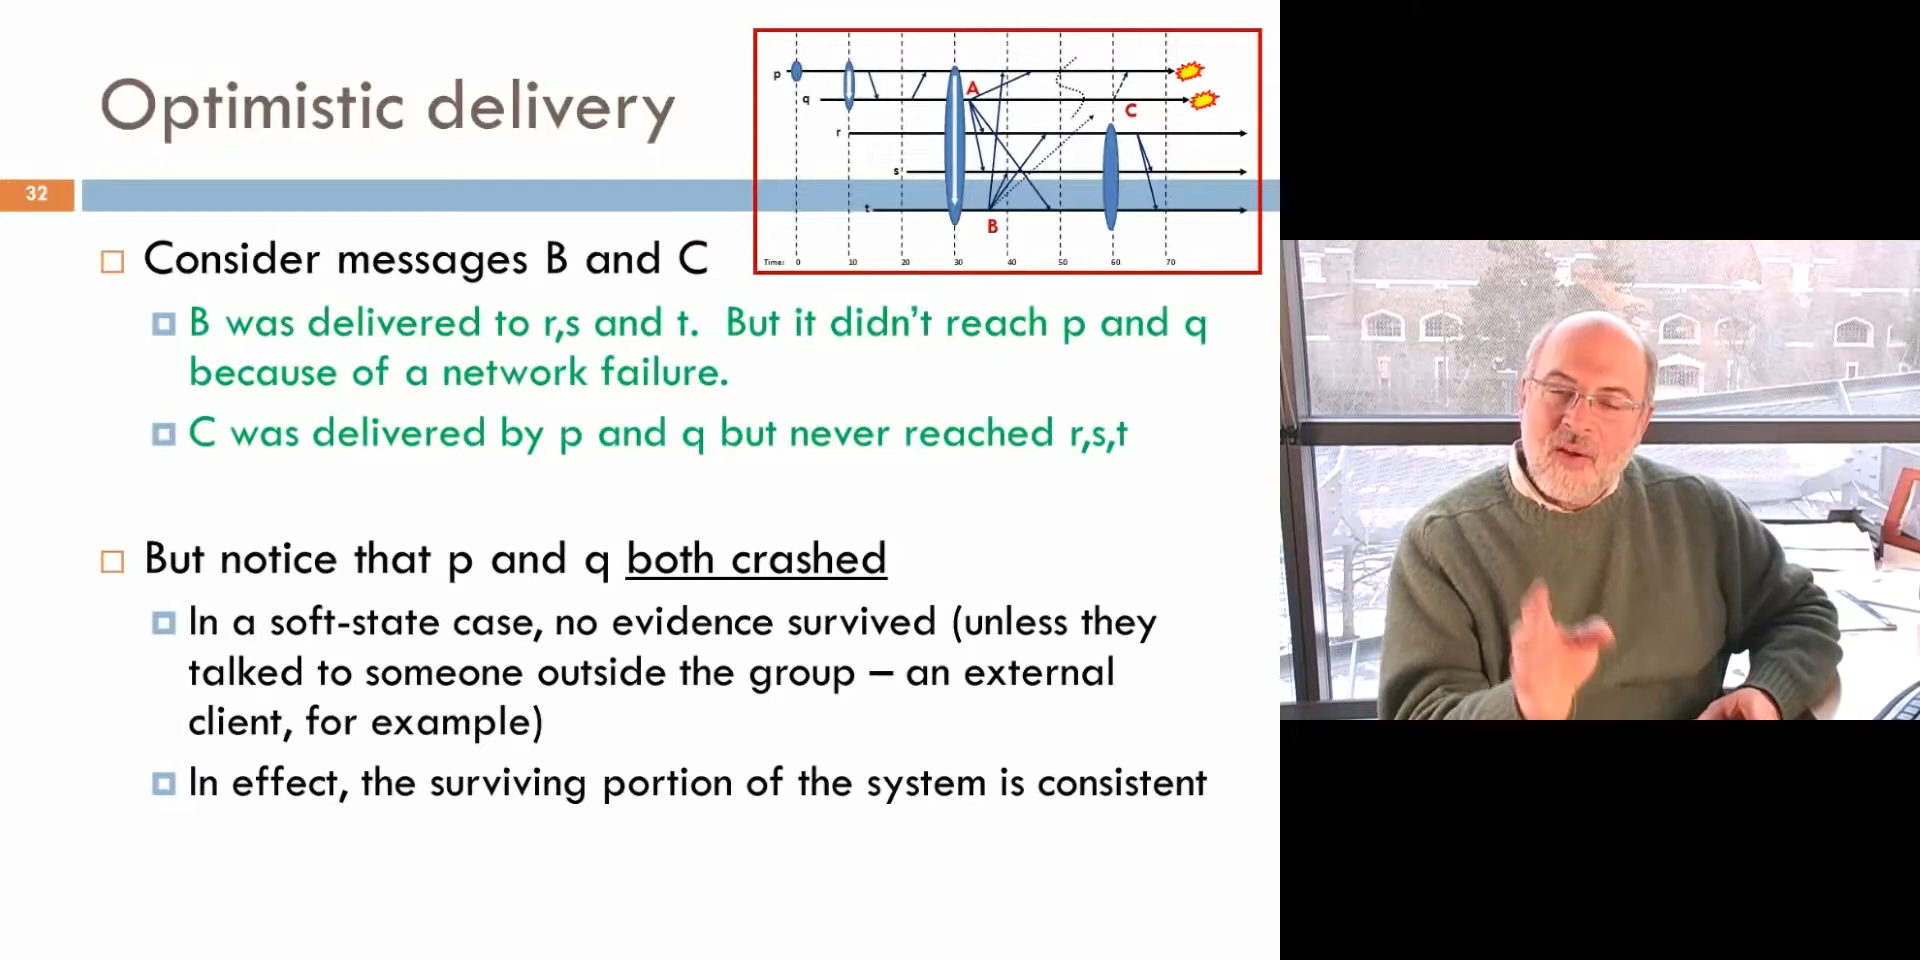 Optimistic delivery
32
p
q
r
s
t
A
B
C
Time: 0 10 20 30 40 50 60 70
Consider messages B and C
B was delivered to r,s and t. But it didn't reach p and q
because of a network failure.
C was delivered by p and q but never reached r,s,t
But notice that p and q both crashed
In a soft-state case, no evidence survived (unless they
talked to someone outside the group – an external
client, for example)
In effect, the surviving portion of the system is consistent